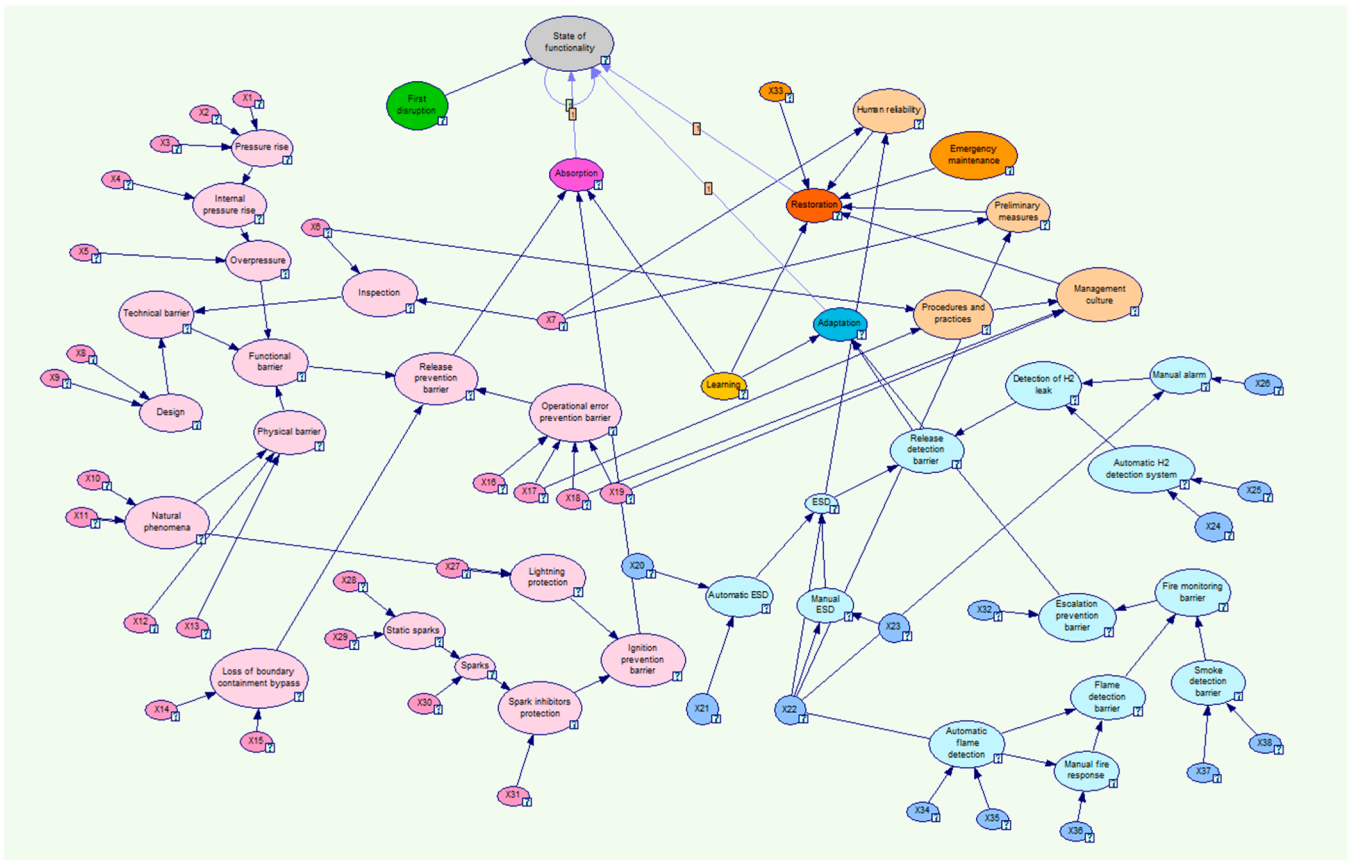 State of
functionality
First
disruption
X33
Human reliability
X1
X2
X3
Pressure rise
1
1
1
1
Emergency
maintenance
X4
Absorption
Internal
pressure rise
Restoration
Preliminary
measures
X6
X5
Overpressure
Inspection
Management
culture
Technical barrier
X7
Adaptation
Procedures and
practices
X8
X9
Functional
barrier
Release
prevention
barrier
Learning
Detection of H2
leak
Manual alarm
X26
Design
Operational error
prevention barrier
Physical barrier
Release
detection
barrier
Automatic H2
detection system
X10
X16
X17
X18
X19
ESD
X25
X11
Natural
phenomena
X24
X27
Lightning
protection
X20
Automatic ESD
Manual
ESD
Fire monitoring
barrier
X28
X12
X13
X29
Static sparks
X23
X32
Escalation
prevention
barrier
Loss of boundary
containment bypass
Sparks
Ignition
prevention
barrier
Smoke
detection
barrier
X14
X30
Spark inhibitors
protection
X21
X22
Flame
detection
barrier
X15
Automatic
flame
detection
X38
Manual fire
response
X37
X31
X34
X35
X36